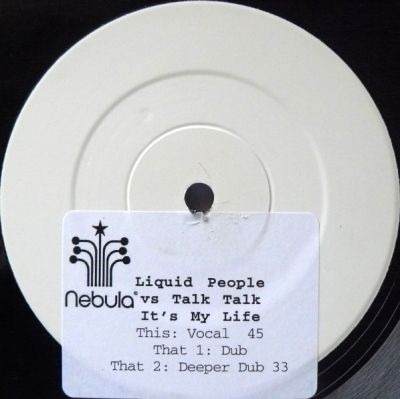 Liquid People
nebula® vs Talk Talk
It's My Life
This: Vocal 45
That 1: Dub
That 2: Deeper Dub 33